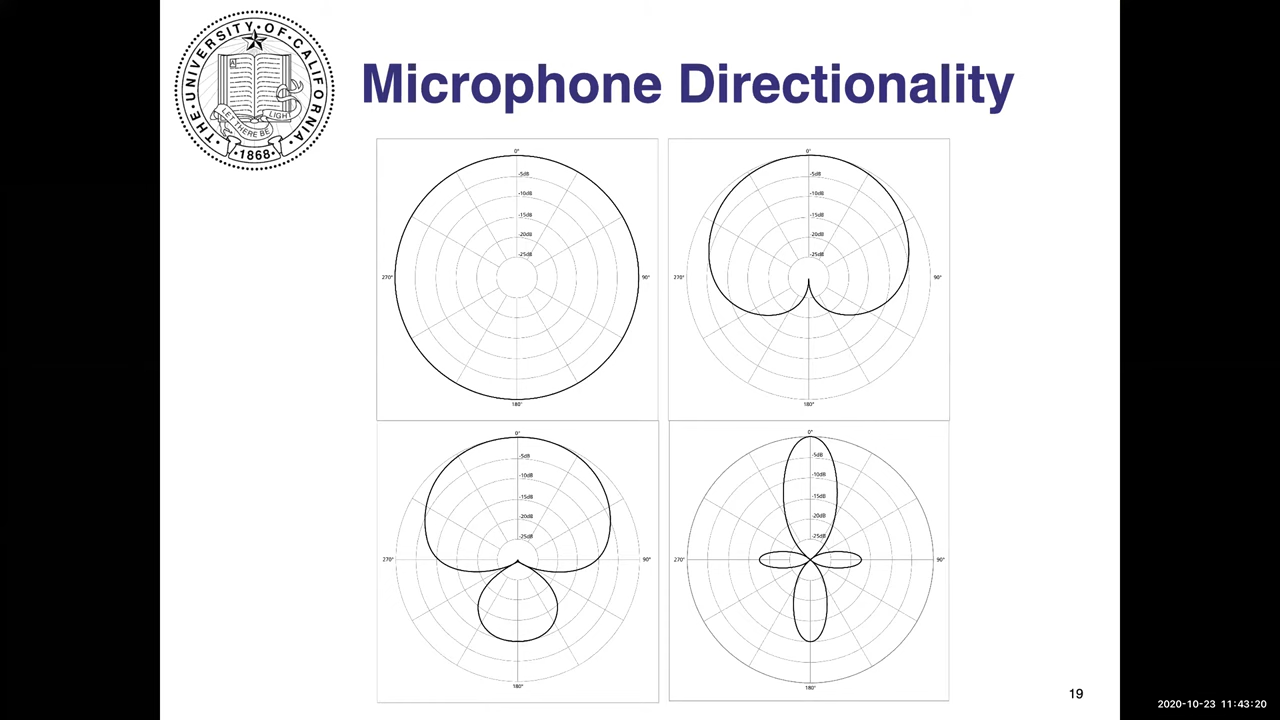 THE·UNIVERSITY·OF·CALIFORNIA·
LET THERE BE LIGHT
·1868·
A
Microphone Directionality
0°
-5dB
-10dB
-15dB
-20dB
-25dB
270°
90°
180°
0°
-5dB
-10dB
-15dB
-20dB
-25dB
270°
90°
180°
0°
-5dB
-10dB
-15dB
-20dB
-25dB
270°
90°
180°
0°
-5dB
-10dB
-15dB
-20dB
-25dB
270°
90°
180°
19
2020-10-23 11:43:20